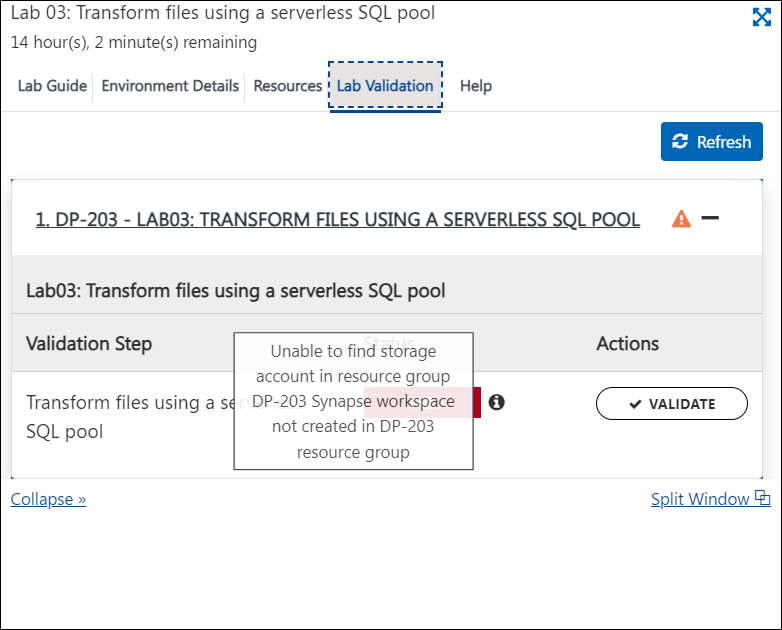 Lab 03: Transform files using a serverless SQL pool
14 hour(s), 2 minute(s) remaining
Lab Guide Environment Details Resources Lab Validation Help
Refresh
1. DP-203 - LAB03: TRANSFORM FILES USING A SERVERLESS SQL POOL
Lab03: Transform files using a serverless SQL pool
Validation Step Status Actions
Unable to find storage
account in resource group
DP-203 Synapse workspace
not created in DP-203
resource group
Transform files using a serverless
SQL pool
VALIDATE
Collapse »
Split Window